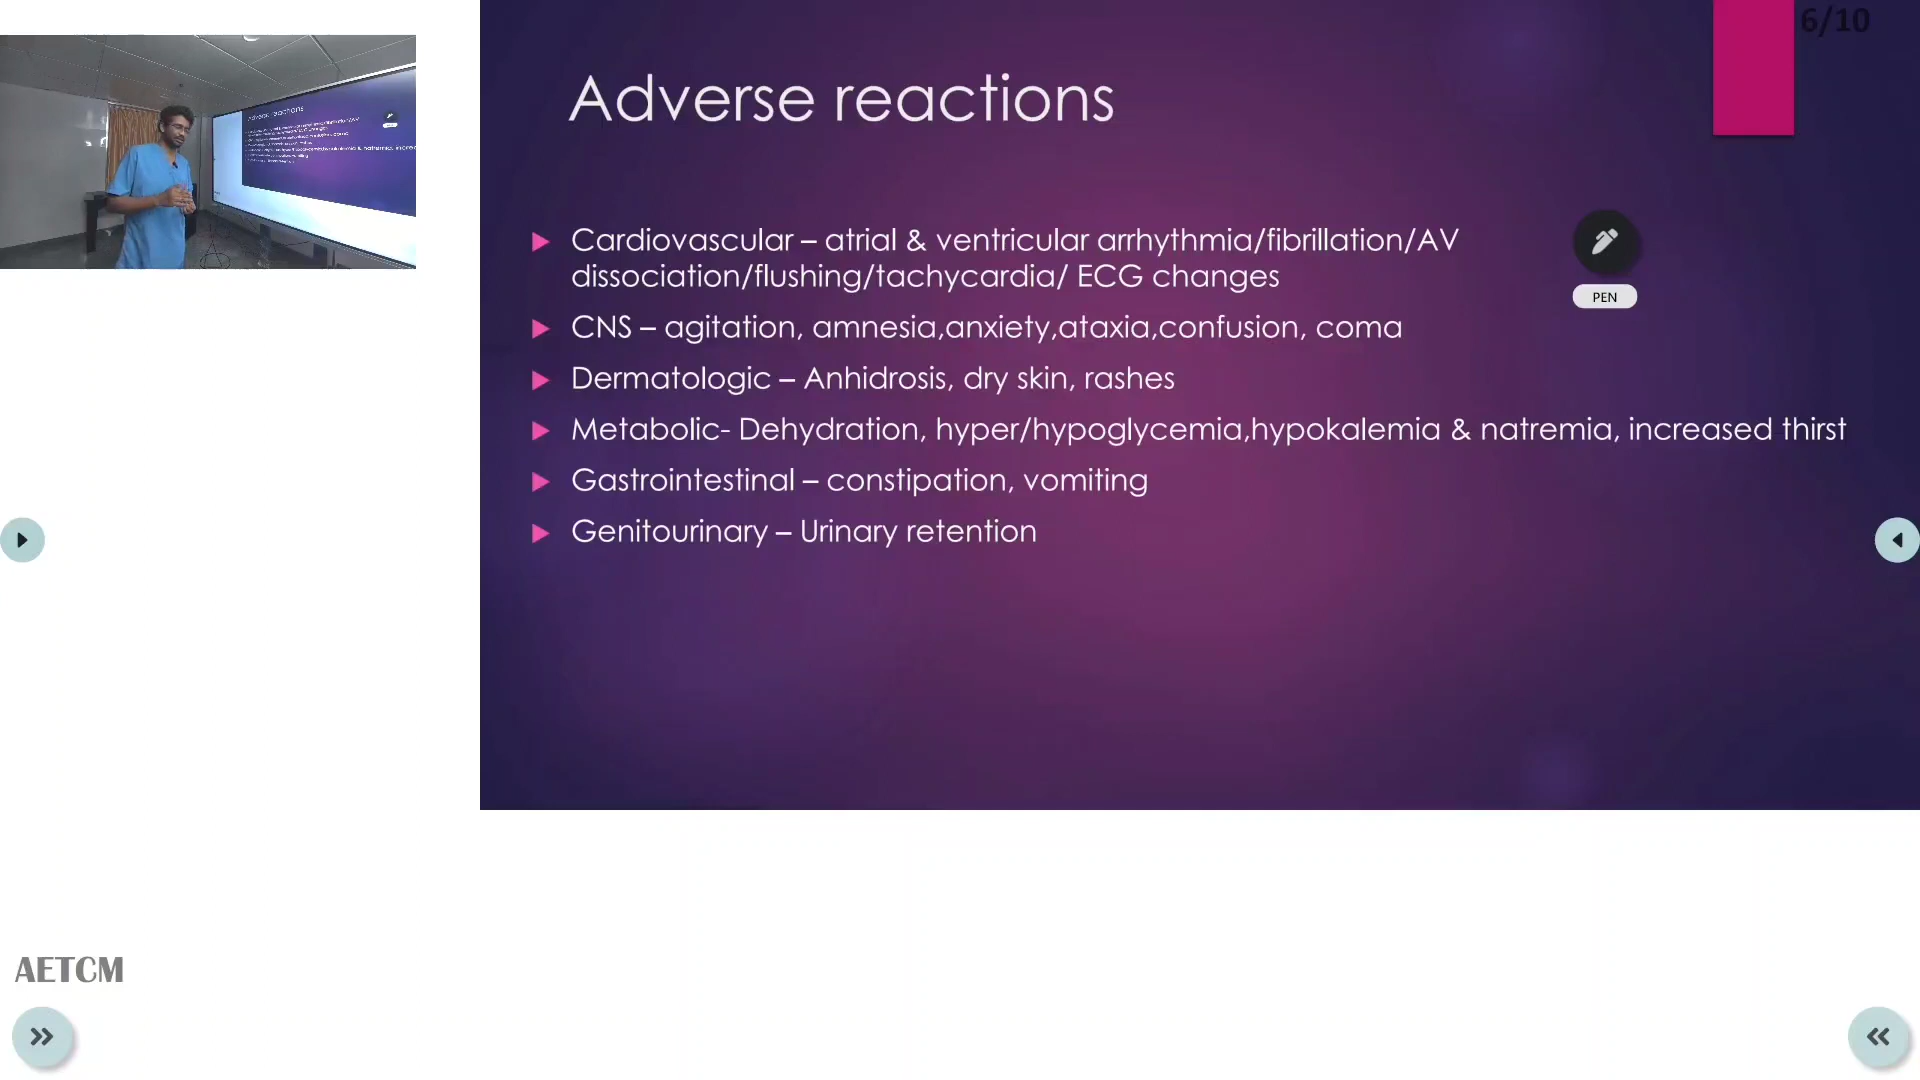 6/10
Adverse reactions
Cardiovascular – atrial & ventricular arrhythmia/fibrillation/AV
dissociation/flushing/tachycardia/ ECG changes
PEN
CNS – agitation, amnesia,anxiety,ataxia,confusion, coma
Dermatologic – Anhidrosis, dry skin, rashes
Metabolic- Dehydration, hyper/hypoglycemia,hypokalemia & natremia, increased thirst
Gastrointestinal – constipation, vomiting
Genitourinary – Urinary retention
AETCM